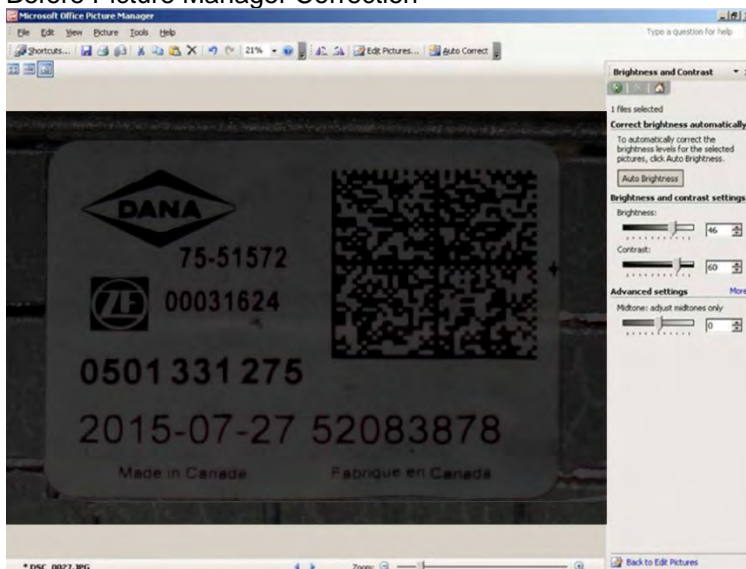 Before Picture Manager Correction
Microsoft Office Picture Manager
File Edit View Picture Tools Help
Type a question for help
Shortcuts... 21% Edit Pictures... Auto Correct
Brightness and Contrast
1 files selected
Correct brightness automatically
To automatically correct the
brightness levels for the selected
pictures, click Auto Brightness.
Auto Brightness
Brightness and contrast settings
Brightness:
46
Contrast:
60
Advanced settings More
Midtone: adjust midtones only
0
DANA
75-51572
ZF 00031624
0501 331 275
2015-07-27 52083878
Made in Canada Fabrique en Canada
* DSC_0027.JPG Zoom:
Back to Edit Pictures